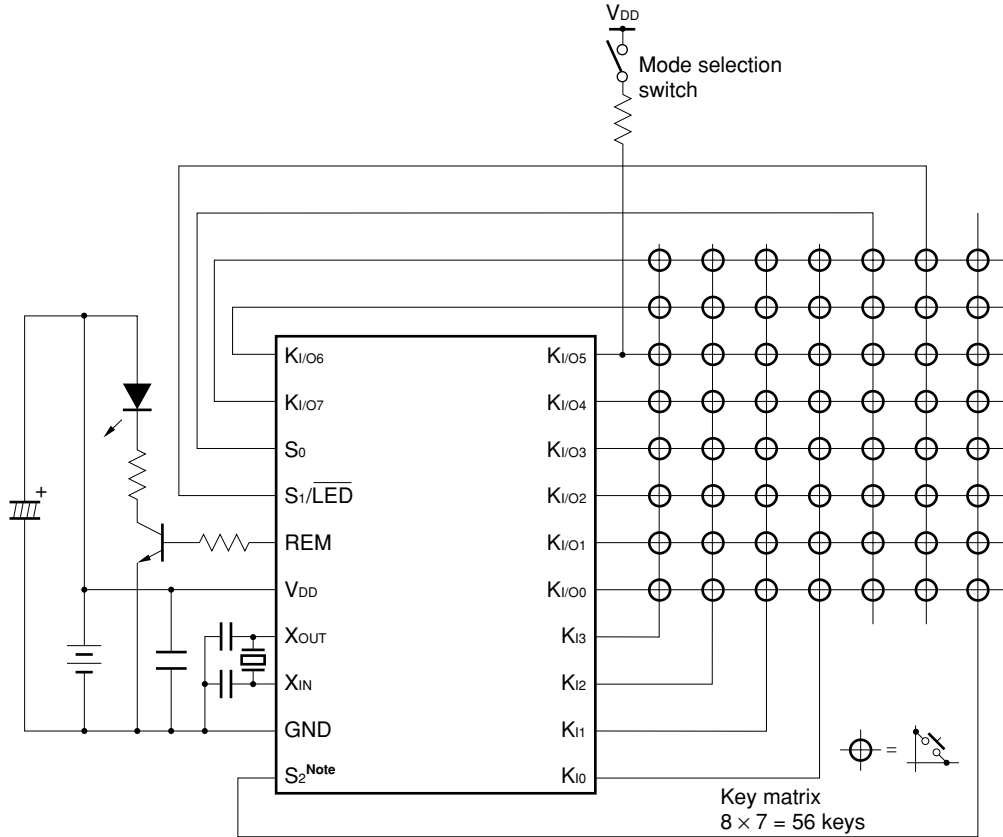 VDD
Mode selection
switch
KI/O6
KI/O7
S0
S1/LED
REM
VDD
XOUT
XIN
GND
S2Note
KI/O5
KI/O4
KI/O3
KI/O2
KI/O1
KI/O0
KI3
KI2
KI1
KI0
+
=
Key matrix
8 × 7 = 56 keys